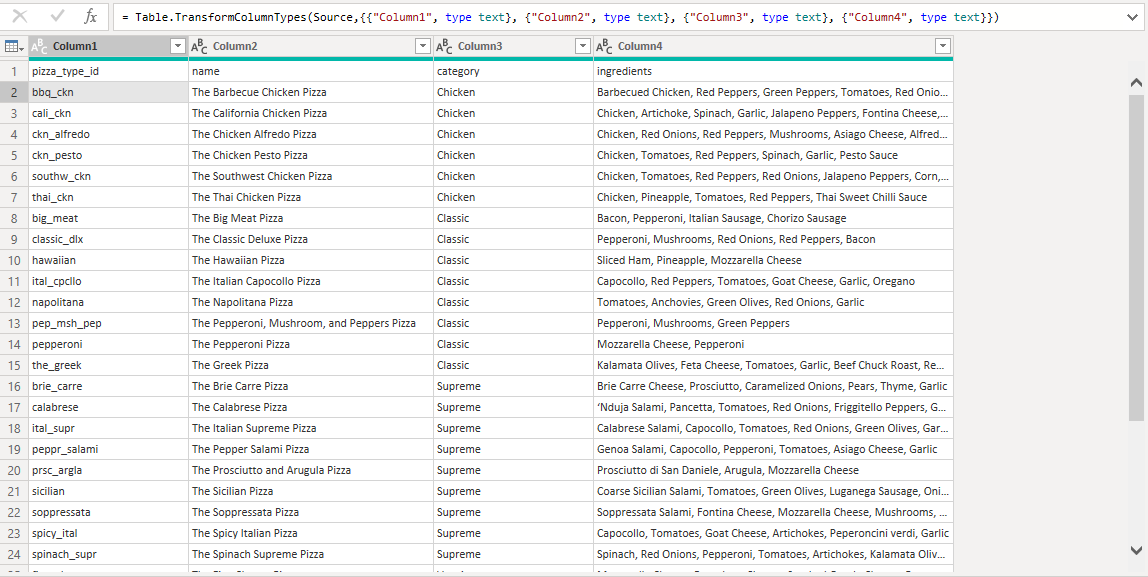 fx = Table.TransformColumnTypes(Source,{{"Column1", type text}, {"Column2", type text}, {"Column3", type text}, {"Column4", type text}})
ABC Column1 ABC Column2 ABC Column3 ABC Column4
1 pizza_type_id name category ingredients
2 bbq_ckn The Barbecue Chicken Pizza Chicken Barbecued Chicken, Red Peppers, Green Peppers, Tomatoes, Red Onio...
3 cali_ckn The California Chicken Pizza Chicken Chicken, Artichoke, Spinach, Garlic, Jalapeno Peppers, Fontina Cheese,...
4 ckn_alfredo The Chicken Alfredo Pizza Chicken Chicken, Red Onions, Red Peppers, Mushrooms, Asiago Cheese, Alfred...
5 ckn_pesto The Chicken Pesto Pizza Chicken Chicken, Tomatoes, Red Peppers, Spinach, Garlic, Pesto Sauce
6 southw_ckn The Southwest Chicken Pizza Chicken Chicken, Tomatoes, Red Peppers, Red Onions, Jalapeno Peppers, Corn,...
7 thai_ckn The Thai Chicken Pizza Chicken Chicken, Pineapple, Tomatoes, Red Peppers, Thai Sweet Chilli Sauce
8 big_meat The Big Meat Pizza Classic Bacon, Pepperoni, Italian Sausage, Chorizo Sausage
9 classic_dlx The Classic Deluxe Pizza Classic Pepperoni, Mushrooms, Red Onions, Red Peppers, Bacon
10 hawaiian The Hawaiian Pizza Classic Sliced Ham, Pineapple, Mozzarella Cheese
11 ital_cpcllo The Italian Capocollo Pizza Classic Capocollo, Red Peppers, Tomatoes, Goat Cheese, Garlic, Oregano
12 napolitana The Napolitana Pizza Classic Tomatoes, Anchovies, Green Olives, Red Onions, Garlic
13 pep_msh_pep The Pepperoni, Mushroom, and Peppers Pizza Classic Pepperoni, Mushrooms, Green Peppers
14 pepperoni The Pepperoni Pizza Classic Mozzarella Cheese, Pepperoni
15 the_greek The Greek Pizza Classic Kalamata Olives, Feta Cheese, Tomatoes, Garlic, Beef Chuck Roast, Re...
16 brie_carre The Brie Carre Pizza Supreme Brie Carre Cheese, Prosciutto, Caramelized Onions, Pears, Thyme, Garlic
17 calabrese The Calabrese Pizza Supreme ‘Nduja Salami, Pancetta, Tomatoes, Red Onions, Friggitello Peppers, G...
18 ital_supr The Italian Supreme Pizza Supreme Calabrese Salami, Capocollo, Tomatoes, Red Onions, Green Olives, Gar...
19 peppr_salami The Pepper Salami Pizza Supreme Genoa Salami, Capocollo, Pepperoni, Tomatoes, Asiago Cheese, Garlic
20 prsc_argla The Prosciutto and Arugula Pizza Supreme Prosciutto di San Daniele, Arugula, Mozzarella Cheese
21 sicilian The Sicilian Pizza Supreme Coarse Sicilian Salami, Tomatoes, Green Olives, Luganega Sausage, Oni...
22 soppressata The Soppressata Pizza Supreme Soppressata Salami, Fontina Cheese, Mozzarella Cheese, Mushrooms, ...
23 spicy_ital The Spicy Italian Pizza Supreme Capocollo, Tomatoes, Goat Cheese, Artichokes, Peperoncini verdi, Garlic
24 spinach_supr The Spinach Supreme Pizza Supreme Spinach, Red Onions, Pepperoni, Tomatoes, Artichokes, Kalamata Oliv...